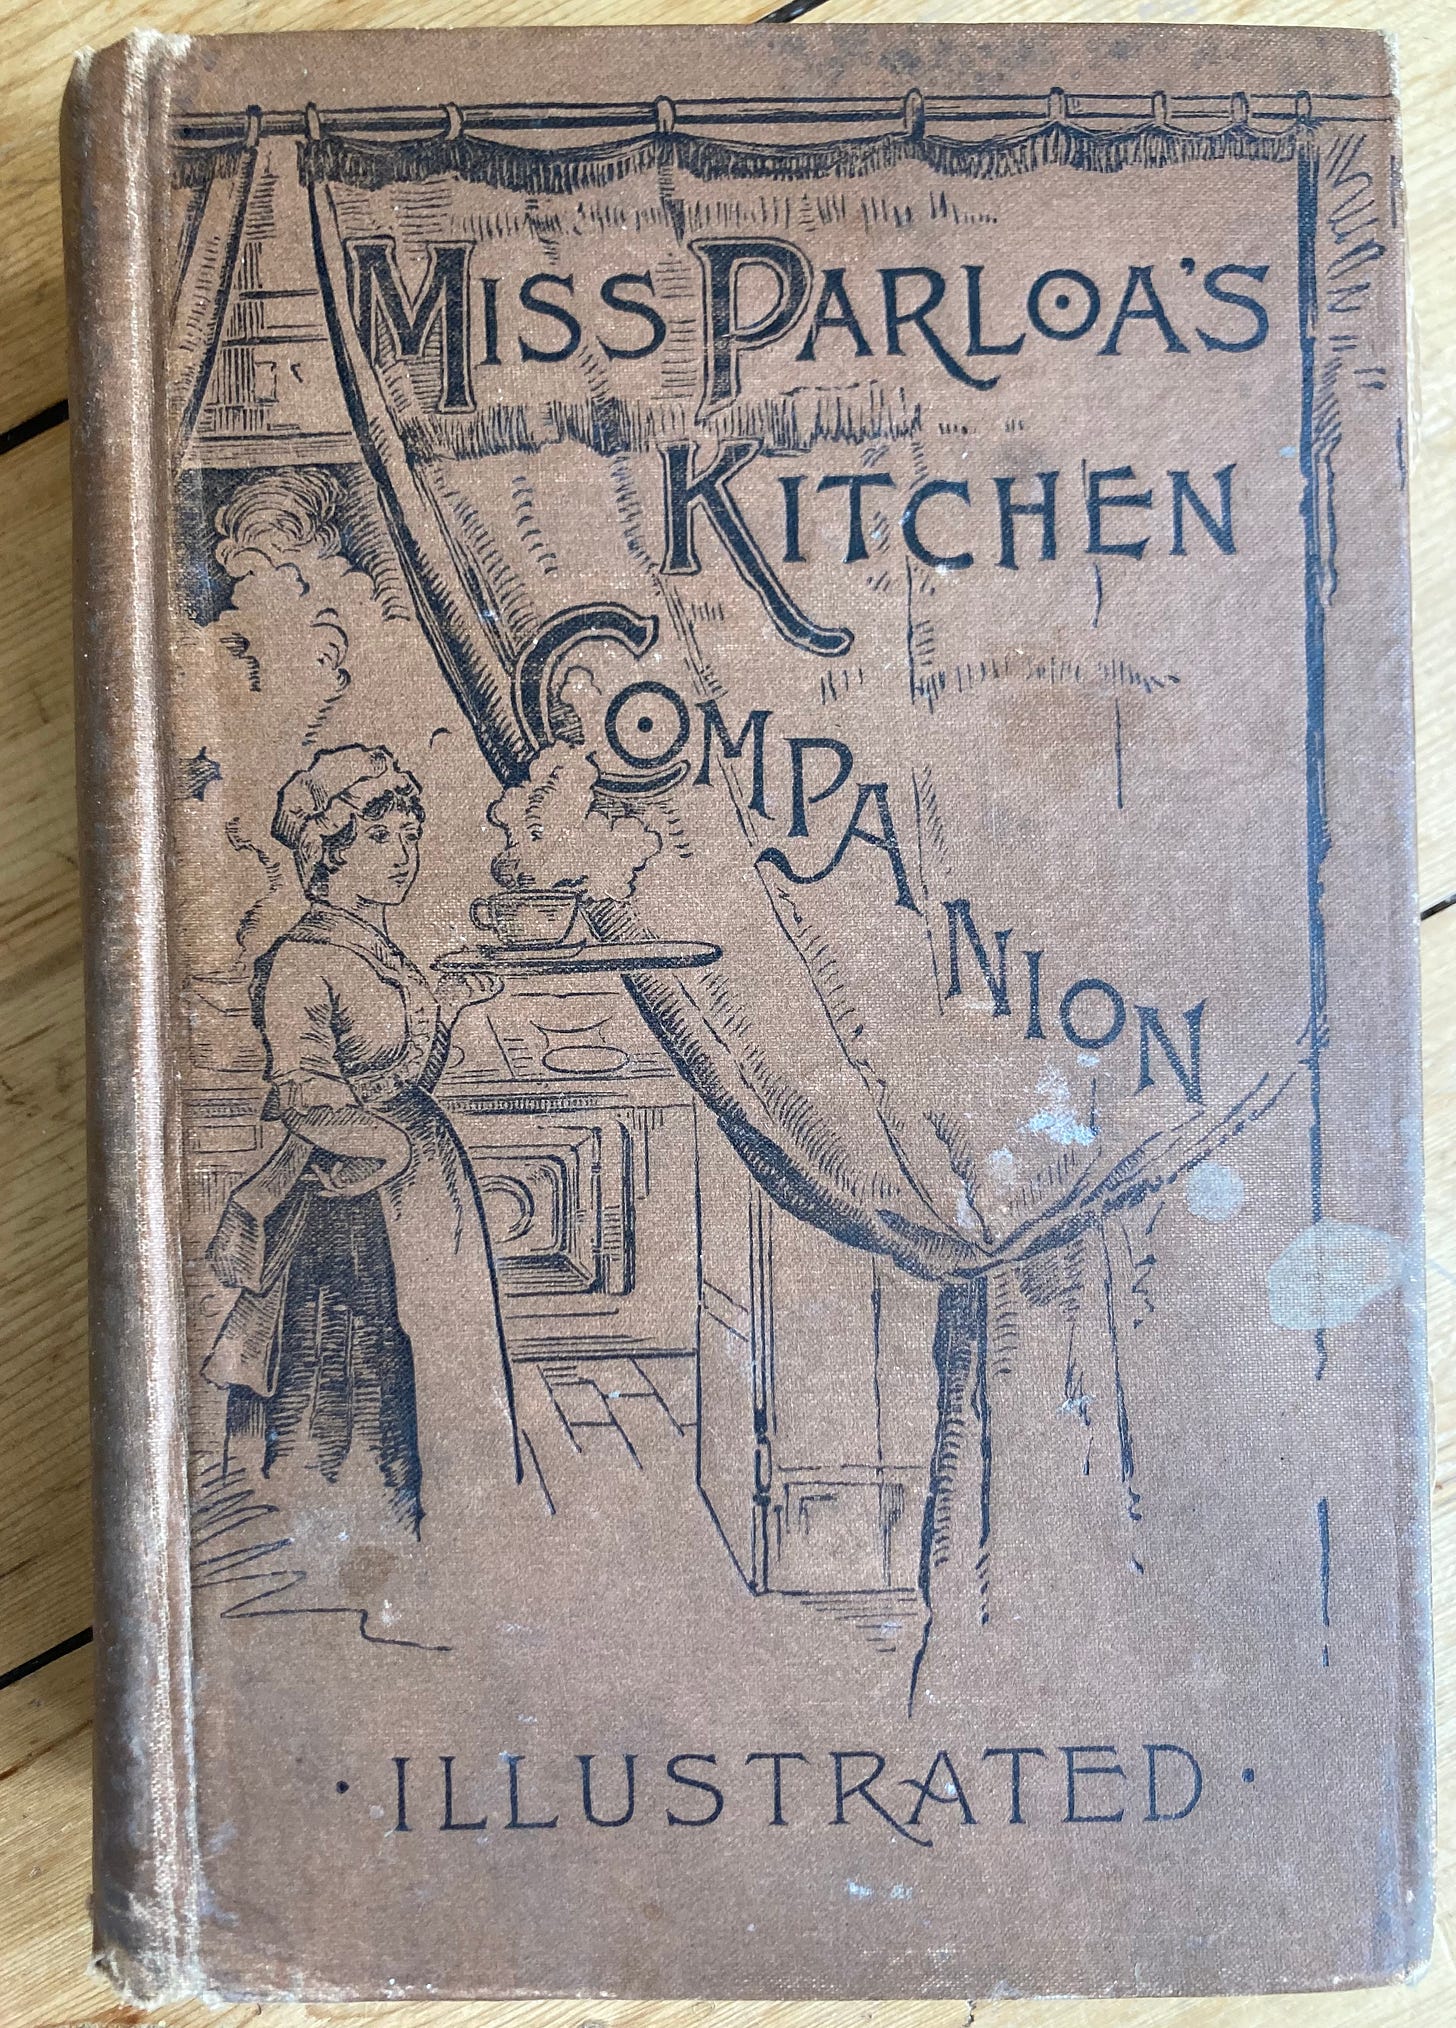 MISS PARLOA'S
KITCHEN
COMPANION
· ILLUSTRATED ·